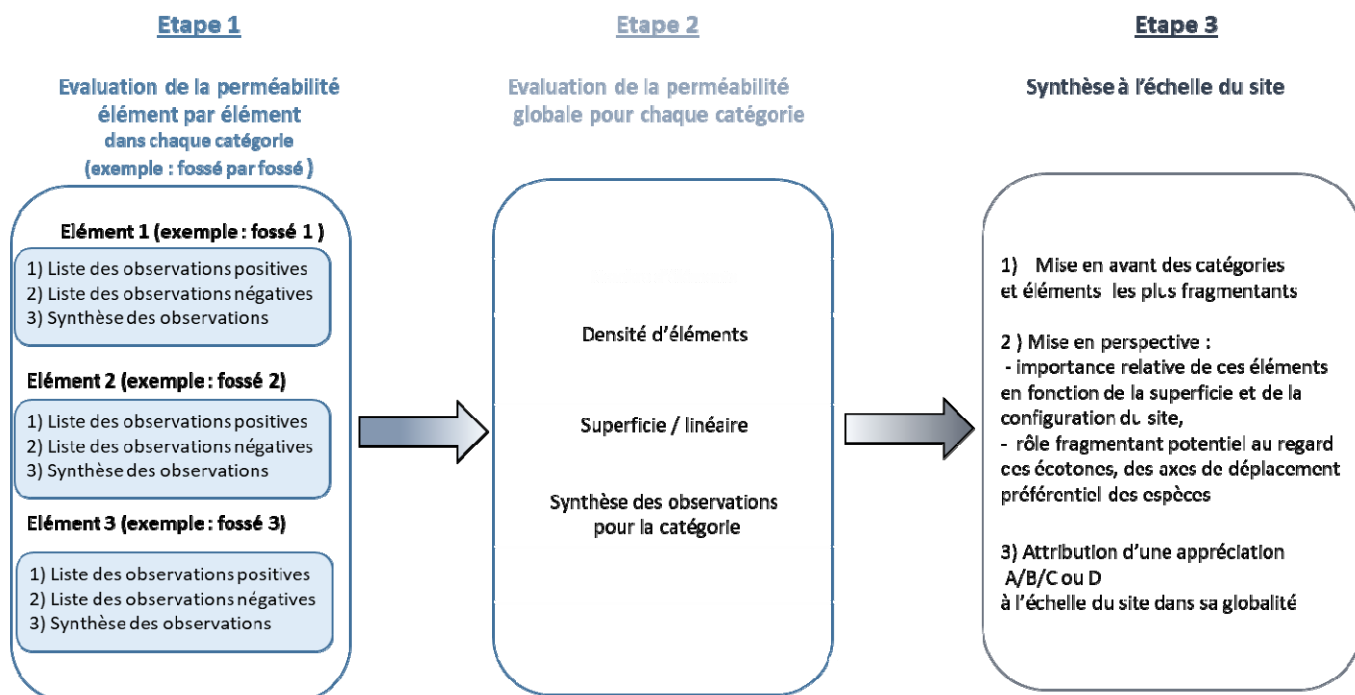 Etape 1
Evaluation de la perméabilité
élément par élément
dans chaque catégorie
(exemple : fossé par fossé )
Elément 1 (exemple : fossé 1 )
1) Liste des observations positives
2) Liste des observations négatives
3) Synthèse des observations
Elément 2 (exemple : fossé 2)
1) Liste des observations positives
2) Liste des observations négatives
3) Synthèse des observations
Elément 3 (exemple : fossé 3)
1) Liste des observations positives
2) Liste des observations négatives
3) Synthèse des observations
Etape 2
Evaluation de la perméabilité
globale pour chaque catégorie
Densité d'éléments
Superficie / linéaire
Synthèse des observations
pour la catégorie
Etape 3
Synthèse à l'échelle du site
1) Mise en avant des catégories
et éléments les plus fragmentants
2 ) Mise en perspective :
- importance relative de ces éléments
en fonction de la superficie et de la
configuration du site,
- rôle fragmentant potentiel au regard
des écotones, des axes de déplacement
préférentiel des espèces
3) Attribution d'une appréciation
A/B/C ou D
à l'échelle du site dans sa globalité